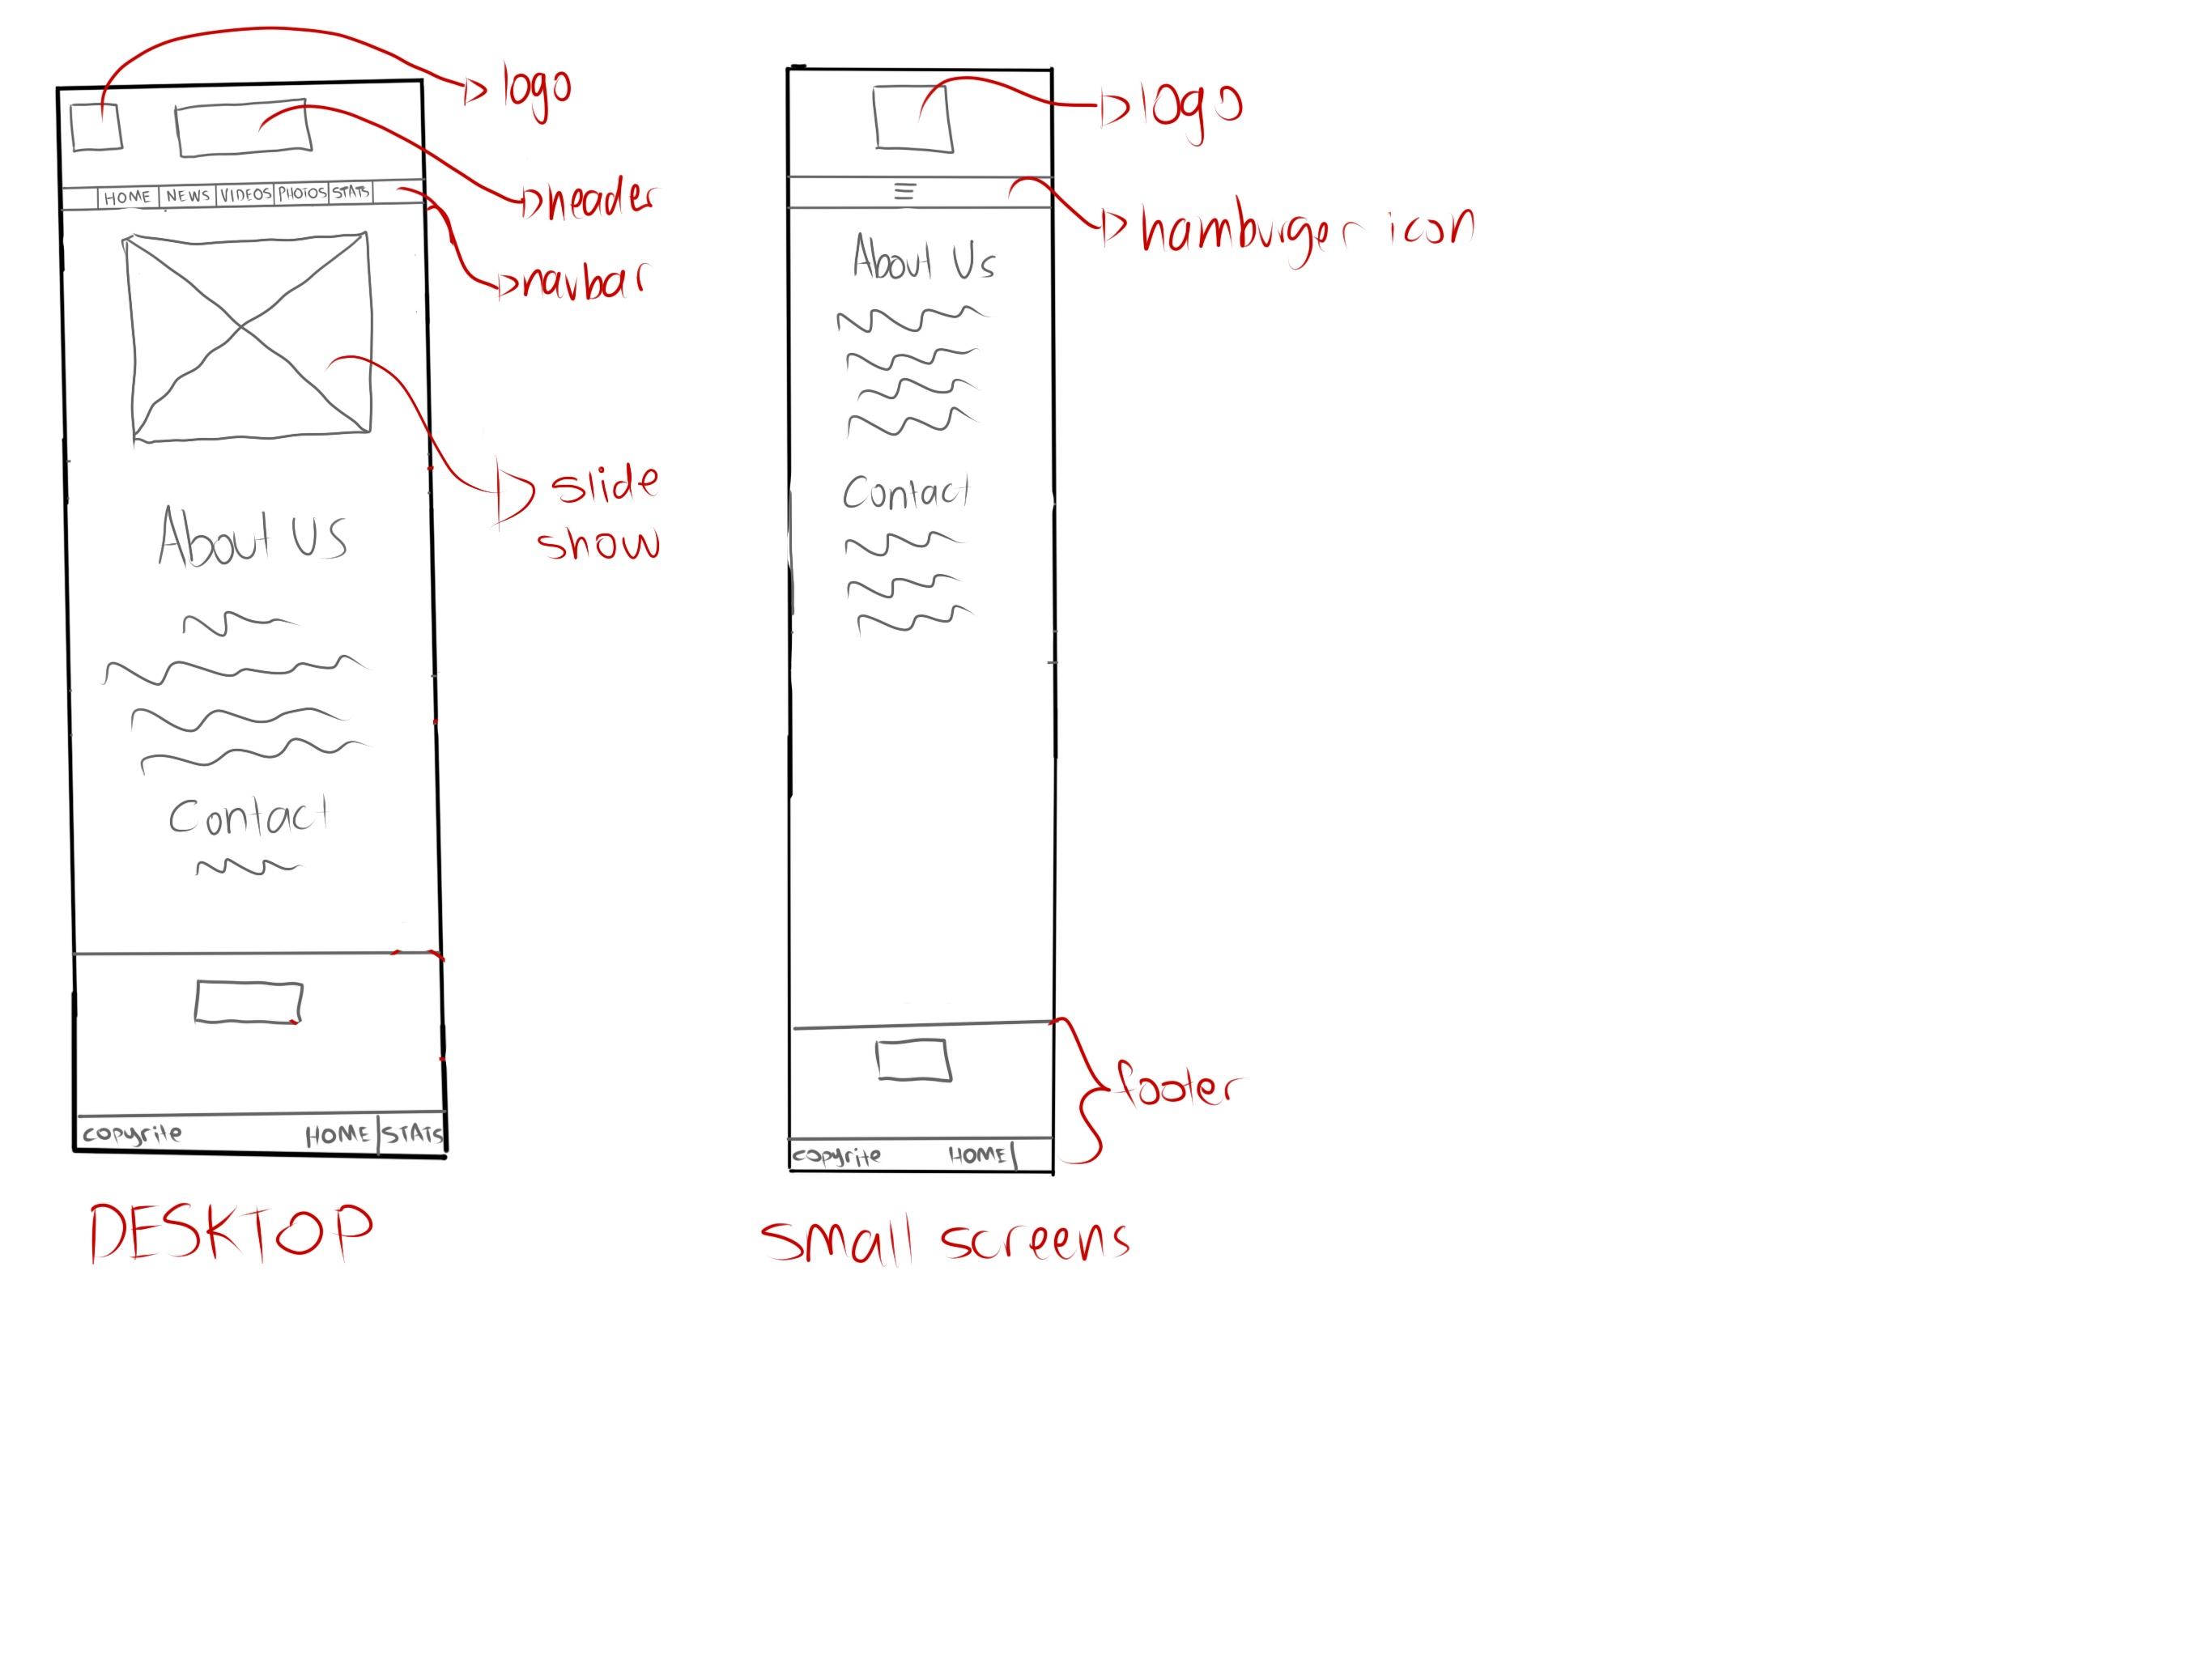 logo
header
navbar
HOME NEWS VIDEOS PHOTOS STATS
slide
show
About Us
Contact
copyrite HOME STATS
DESKTOP
logo
hamburger icon
About Us
Contact
footer
copyrite HOME
small screens